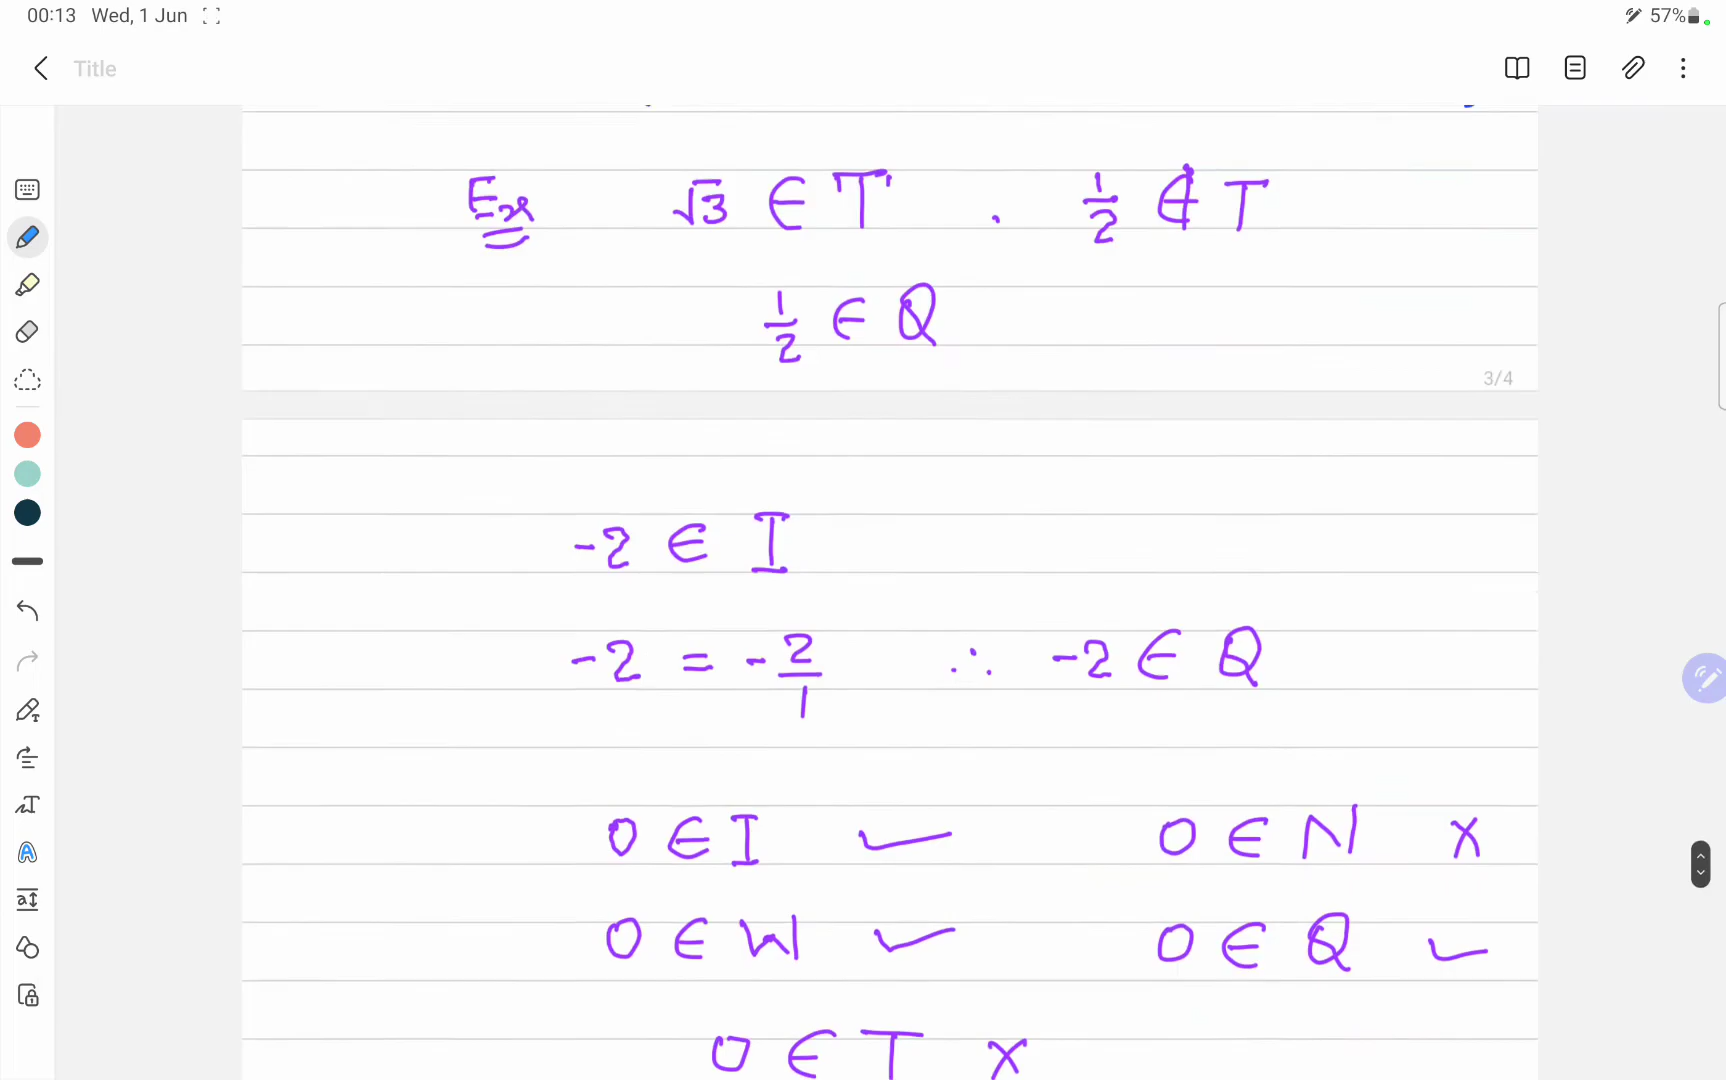 00:13 Wed, 1 Jun 57%
Title
Ex √3 ∈ T . 1/2 ∉ T
1/2 ∈ Q
3/4
-2 ∈ I
-2 = -2/1 ∴ -2 ∈ Q
0 ∈ I ✓ 0 ∈ N x
0 ∈ W ✓ 0 ∈ Q ✓
0 ∈ T x